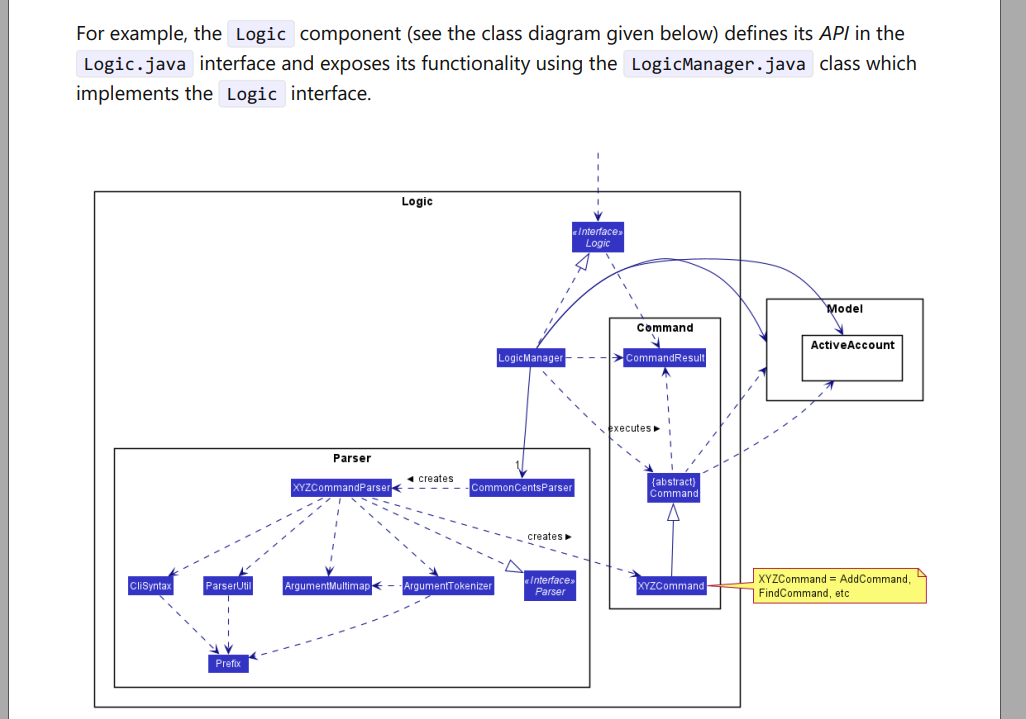 For example, the Logic component (see the class diagram given below) defines its API in the
Logic.java interface and exposes its functionality using the LogicManager.java class which
implements the Logic interface.
Logic
«Interface»
Logic
Model
ActiveAccount
Command
LogicManager
CommandResult
executes ►
Parser
XYZCommandParser
◄ creates
1
CommonCentsParser
{abstract}
Command
creates ►
CliSyntax
ParserUtil
ArgumentMultimap
ArgumentTokenizer
«Interface»
Parser
XYZCommand
XYZCommand = AddCommand,
FindCommand, etc
Prefix